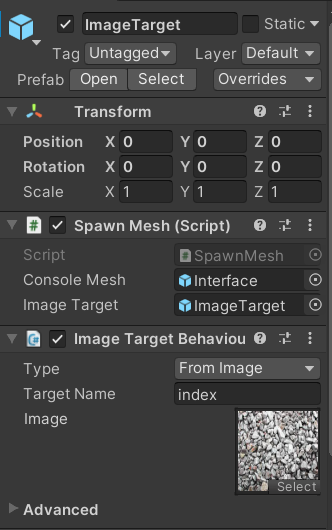 ImageTarget Static
Tag Untagged Layer Default
Prefab Open Select Overrides
Transform
Position X 0 Y 0 Z 0
Rotation X 0 Y 0 Z 0
Scale X 1 Y 1 Z 1
# Spawn Mesh (Script)
Script # SpawnMesh
Console Mesh Interface
Image Target ImageTarget
C# Image Target Behaviou
Type From Image
Target Name index
Image
Select
Advanced